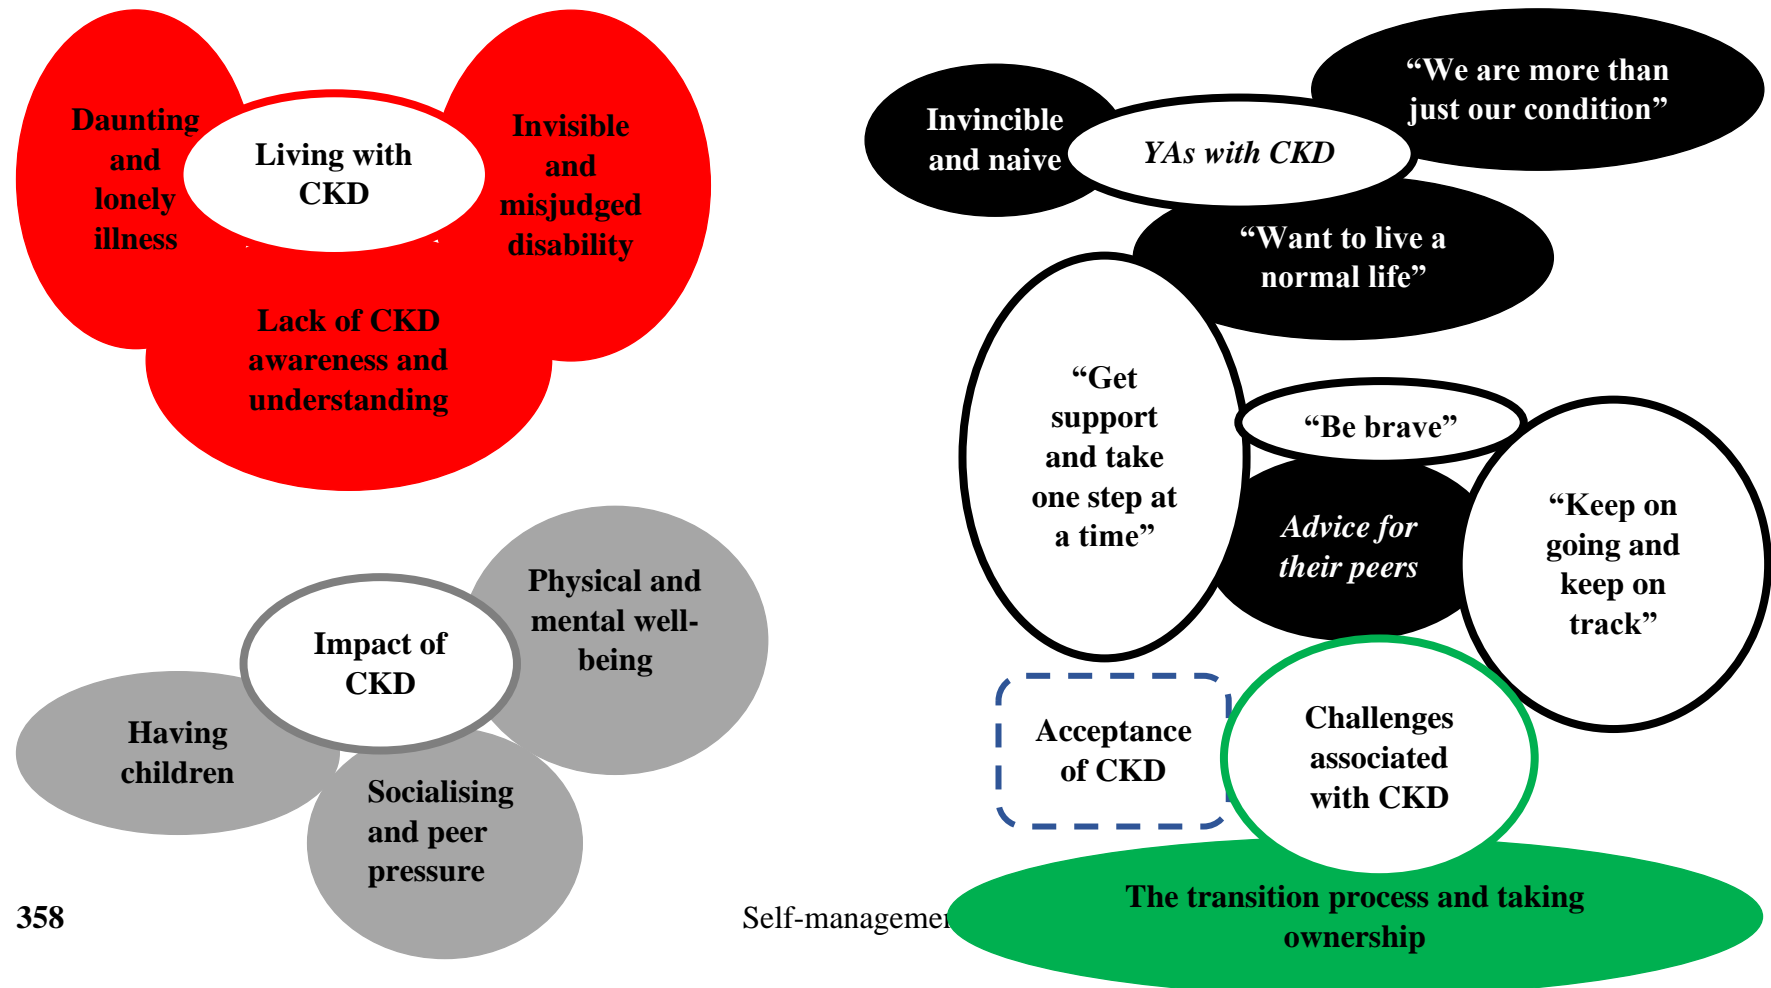 Daunting
and
lonely
illness
Living with
CKD
Invisible
and
misjudged
disability
Lack of CKD
awareness and
understanding
Invincible
and naive
YAs with CKD
“We are more than
just our condition”
“Want to live a
normal life”
“Get
support
and take
one step at
a time”
“Be brave”
Advice for
their peers
“Keep on
going and
keep on
track”
Impact of
CKD
Physical and
mental well-
being
Having
children
Socialising
and peer
pressure
Acceptance
of CKD
Challenges
associated
with CKD
The transition process and taking
ownership
358